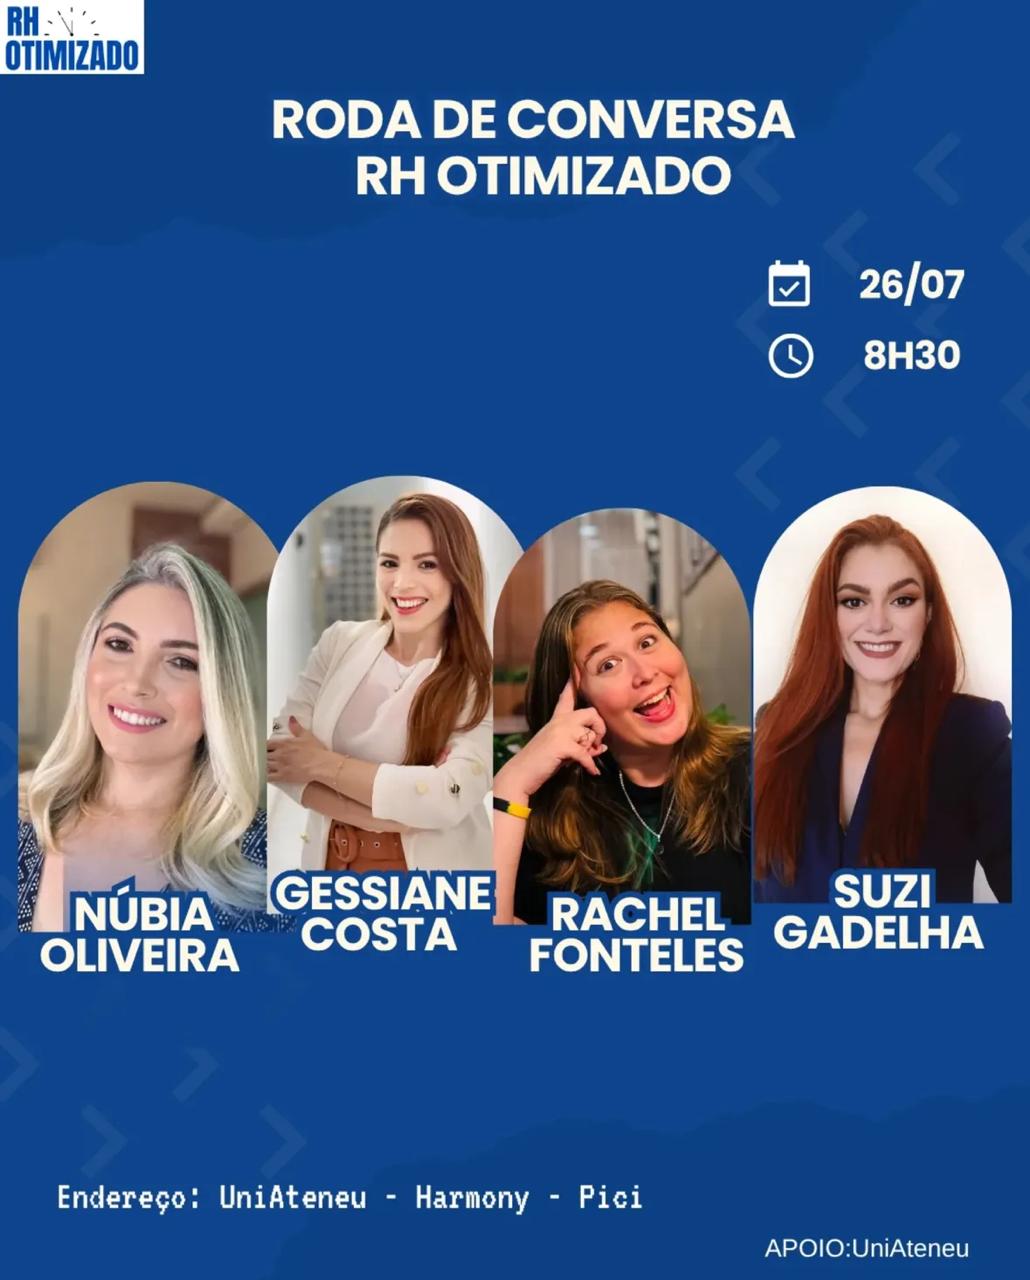 RH
OTIMIZADO
RODA DE CONVERSA
RH OTIMIZADO
26/07
8H30
NÚBIA
OLIVEIRA
GESSIANE
COSTA
RACHEL
FONTELES
SUZI
GADELHA
Endereço: UniAteneu - Harmony - Pici
APOIO:UniAteneu